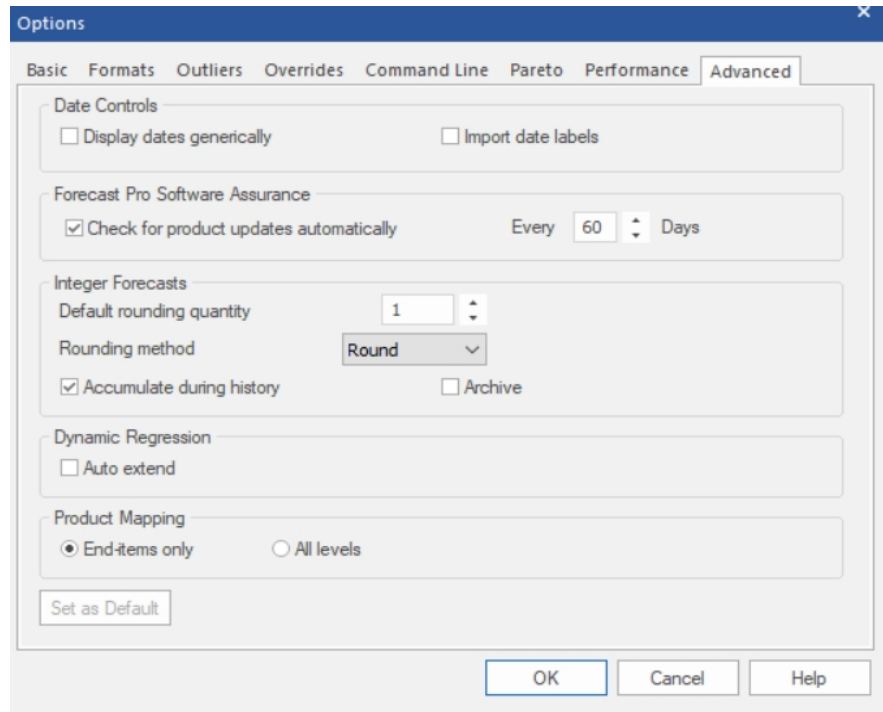 Options
Basic Formats Outliers Overrides Command Line Pareto Performance Advanced
Date Controls
Display dates generically Import date labels
Forecast Pro Software Assurance
Check for product updates automatically Every 60 Days
Integer Forecasts
Default rounding quantity 1
Rounding method Round
Accumulate during history Archive
Dynamic Regression
Auto extend
Product Mapping
End-items only All levels
Set as Default
OK Cancel Help